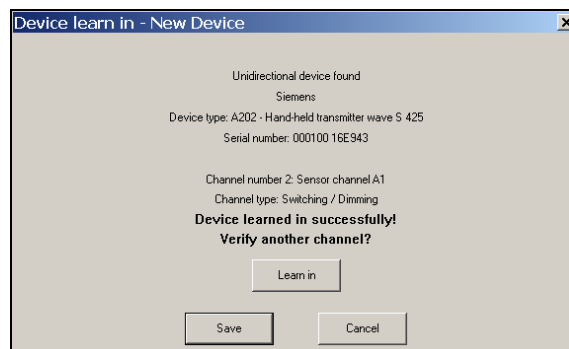 Device learn in - New Device
Unidirectional device found
Siemens
Device type: A202 - Hand-held transmitter wave S 425
Serial number: 000100 16E943
Channel number 2: Sensor channel A1
Channel type: Switching / Dimming
Device learned in successfully!
Verify another channel?
Learn in
Save
Cancel